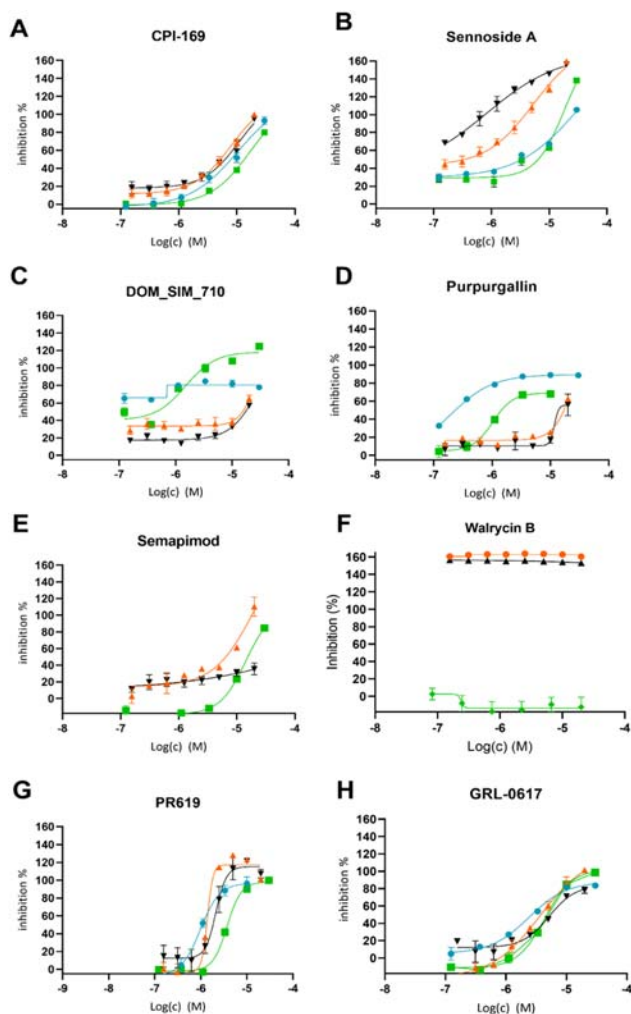 A
CPI-169
inhibition %
160
140
120
100
80
60
40
20
0
-8 -7 -6 -5 -4
Log(c) (M)
B
Sennoside A
inhibition %
160
140
120
100
80
60
40
20
0
-8 -7 -6 -5 -4
Log(c) (M)
C
DOM_SIM_710
inhibition %
160
140
120
100
80
60
40
20
0
-8 -7 -6 -5 -4
Log(c) (M)
D
Purpurgallin
inhibition %
160
140
120
100
80
60
40
20
0
-8 -7 -6 -5 -4
Log(c) (M)
E
Semapimod
inhibition %
160
140
120
100
80
60
40
20
0
-8 -7 -6 -5 -4
Log(c) (M)
F
Walrycin B
Inhibition (%)
160
140
120
100
80
60
40
20
0
-8 -7 -6 -5 -4
Log(c) (M)
G
PR619
inhibition %
160
140
120
100
80
60
40
20
0
-9 -8 -7 -6 -5 -4
Log(c) (M)
H
GRL-0617
inhibition %
160
140
120
100
80
60
40
20
0
-8 -7 -6 -5 -4
Log(c) (M)